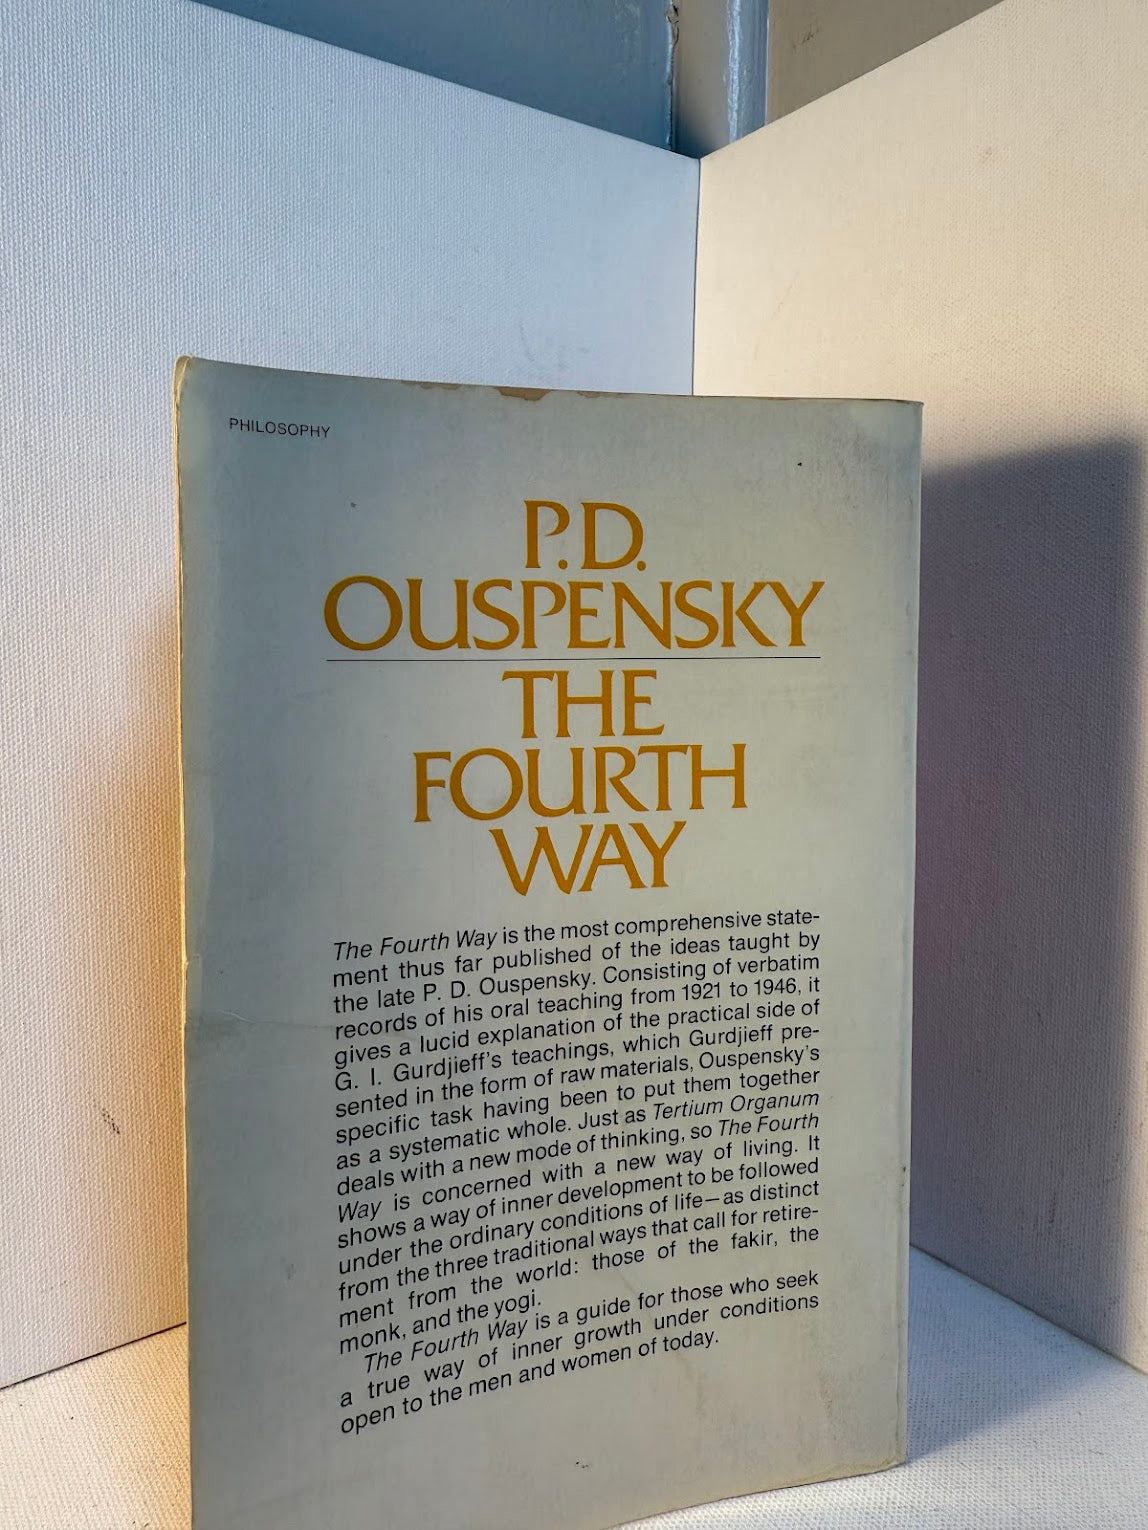 PHILOSOPHY
P.D.
OUSPENSKY
THE
FOURTH
WAY
The Fourth Way is the most comprehensive state-
ment thus far published of the ideas taught by
the late P. D. Ouspensky. Consisting of verbatim
records of his oral teaching from 1921 to 1946, it
gives a lucid explanation of the practical side of
G. I. Gurdjieff's teachings, which Gurdjieff pre-
sented in the form of raw materials, Ouspensky's
specific task having been to put them together
as a systematic whole. Just as Tertium Organum
deals with a new mode of thinking, so The Fourth
Way is concerned with a new way of living. It
shows a way of inner development to be followed
under the ordinary conditions of life—as distinct
from the three traditional ways that call for retire-
ment from the world: those of the fakir, the
monk, and the yogi.
The Fourth Way is a guide for those who seek
a true way of inner growth under conditions
open to the men and women of today.